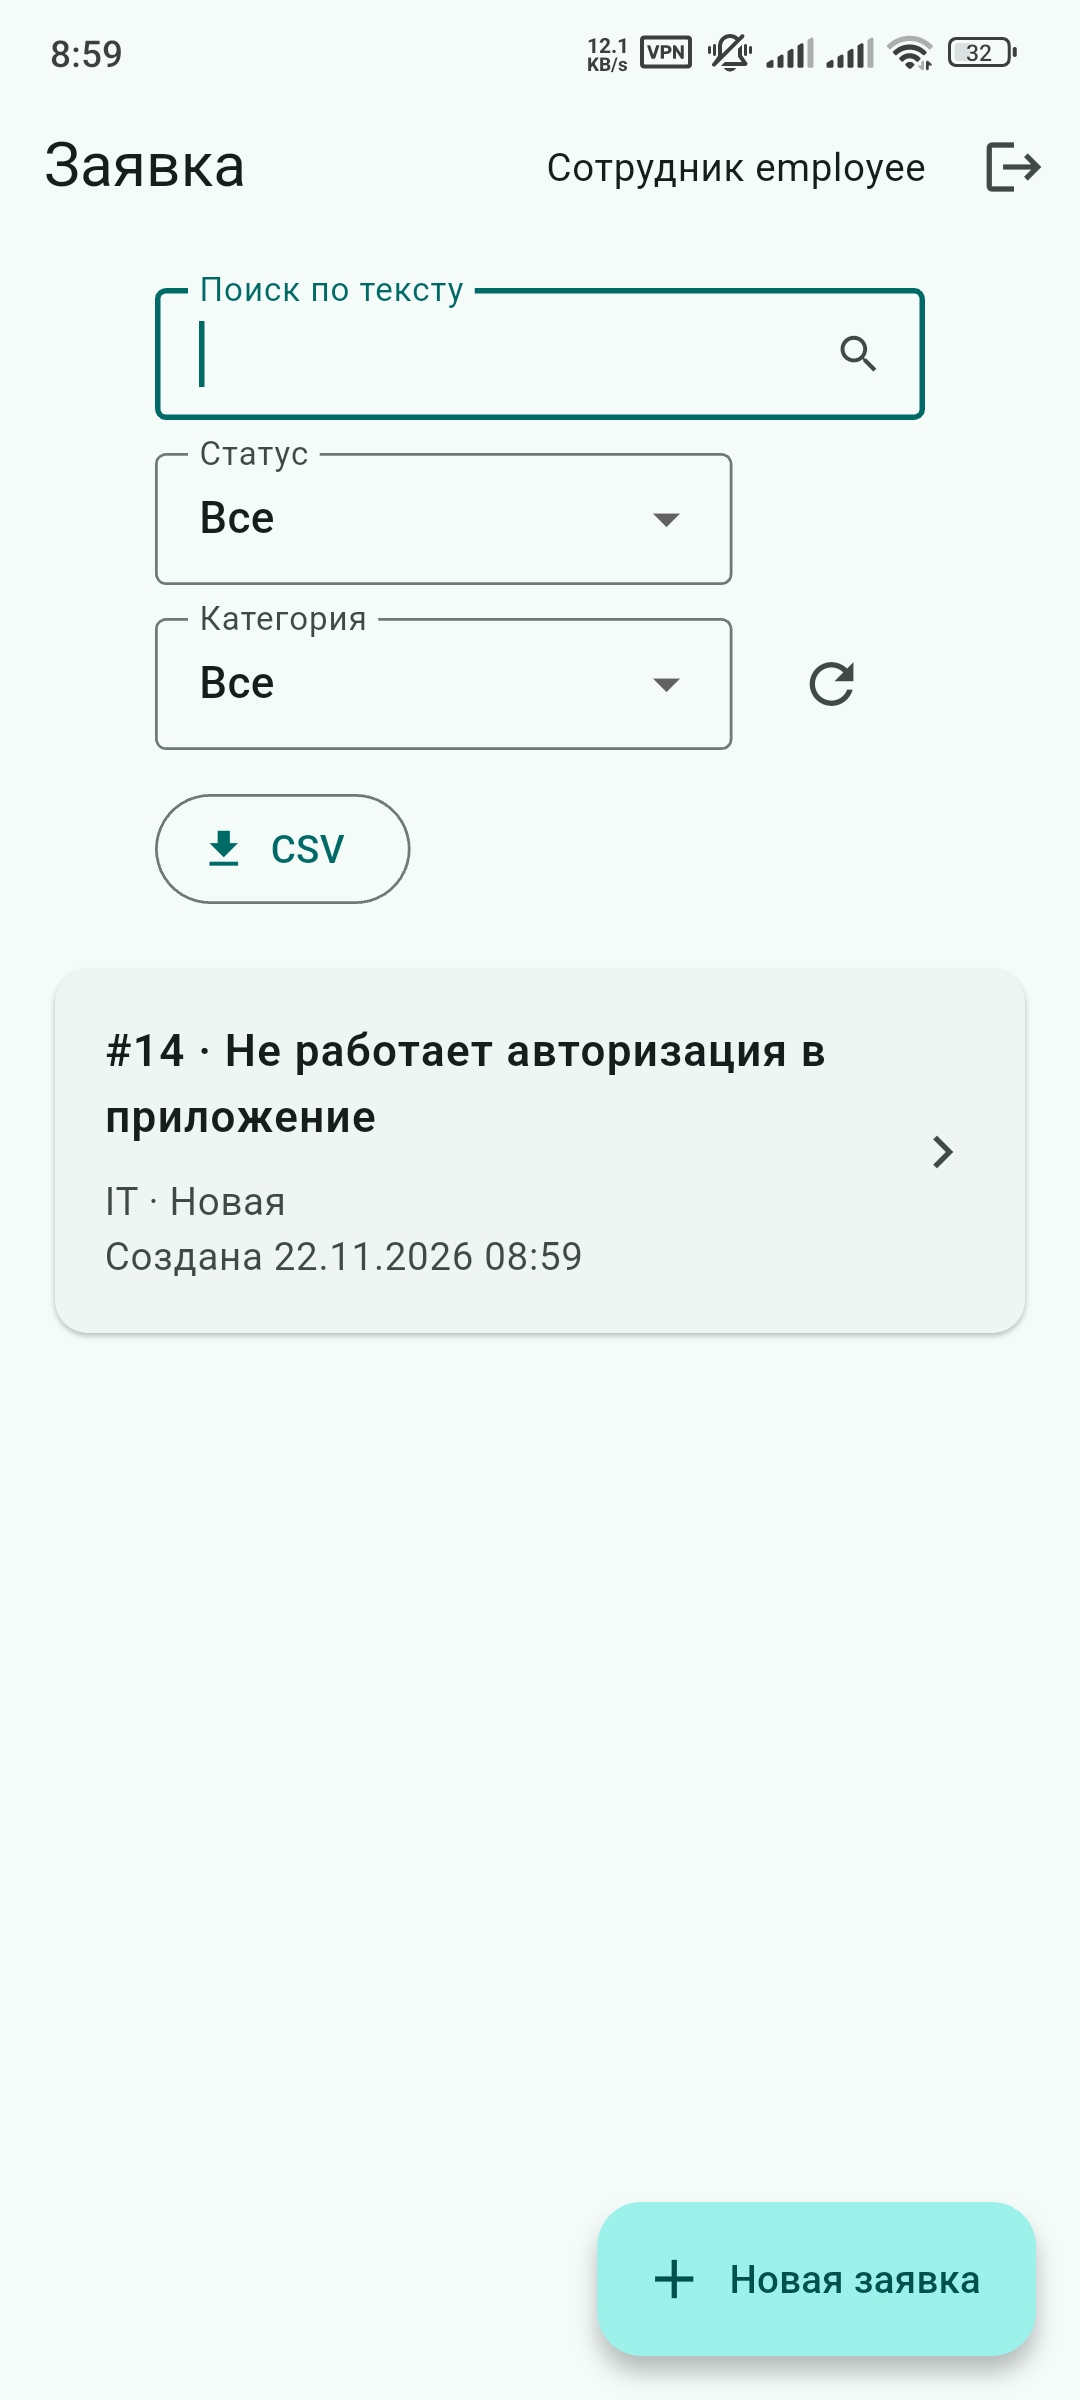 8:59
12.1
KB/s
VPN
32
Заявка
Сотрудник employee
Поиск по тексту
Статус
Все
Категория
Все
CSV
#14 · Не работает авторизация в
приложение
IT · Новая
Создана 22.11.2026 08:59
Новая заявка